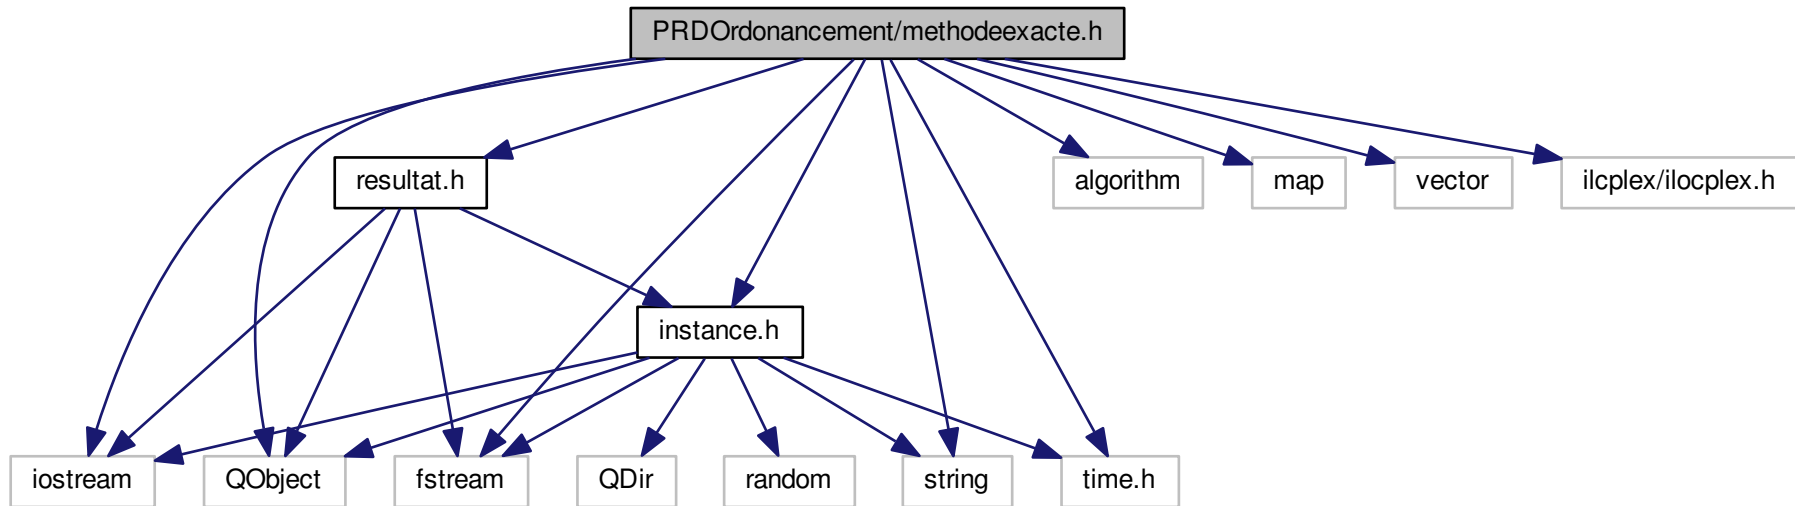 PRDOrdonancement/methodeexacte.h
resultat.h
algorithm
map
vector
ilcplex/ilocplex.h
instance.h
iostream
QObject
fstream
QDir
random
string
time.h